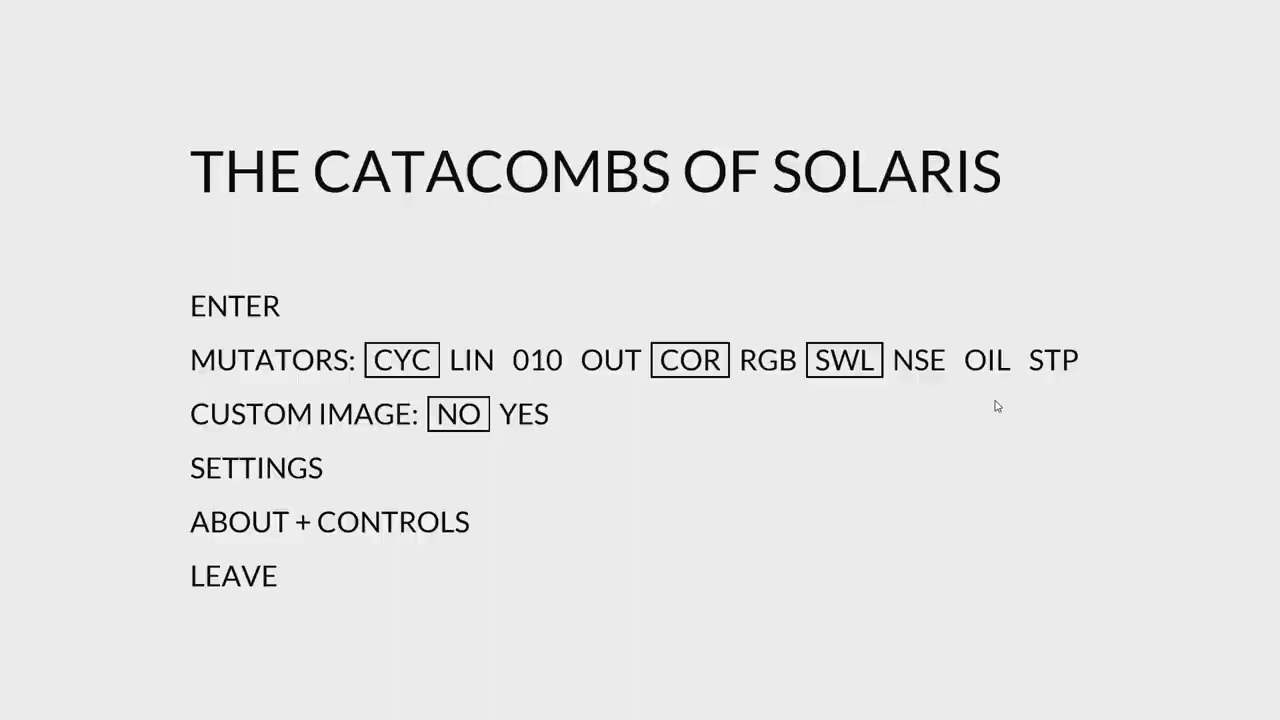 THE CATACOMBS OF SOLARIS
ENTER
MUTATORS: CYC LIN 010 OUT COR RGB SWL NSE OIL STP
CUSTOM IMAGE: NO YES
SETTINGS
ABOUT + CONTROLS
LEAVE